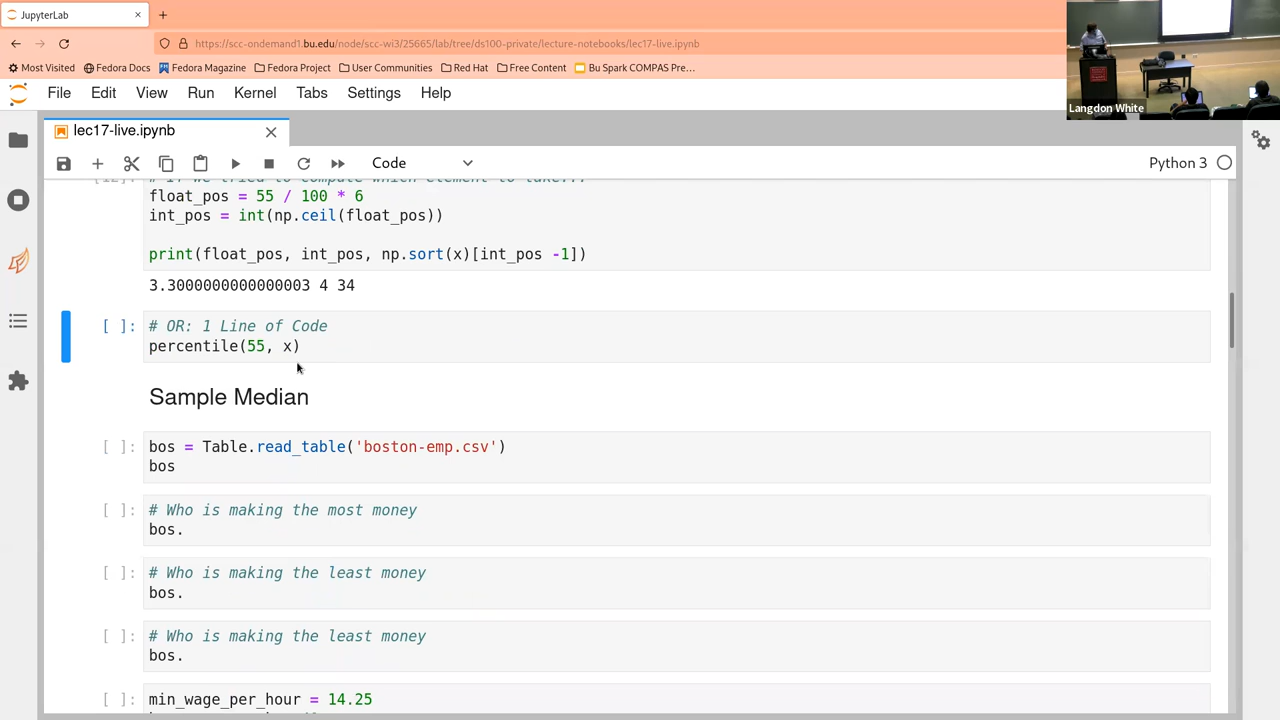 JupyterLab
https://scc-ondemand1.bu.edu/node/scc-wi3/25665/lab/tree/ds100-private/lecture-notebooks/lec17-live.ipynb
Most Visited Fedora Docs Fedora Magazine Fedora Project User Communities Red Hat Free Content Bu Spark COMPAS Pre…
Langdon White
File Edit View Run Kernel Tabs Settings Help
lec17-live.ipynb
Code Python 3
float_pos = 55 / 100 * 6
int_pos = int(np.ceil(float_pos))
print(float_pos, int_pos, np.sort(x)[int_pos -1])
3.3000000000000003 4 34
[ ]: # OR: 1 Line of Code
percentile(55, x)
Sample Median
[ ]: bos = Table.read_table('boston-emp.csv')
bos
[ ]: # Who is making the most money
bos.
[ ]: # Who is making the least money
bos.
[ ]: # Who is making the least money
bos.
[ ]: min_wage_per_hour = 14.25